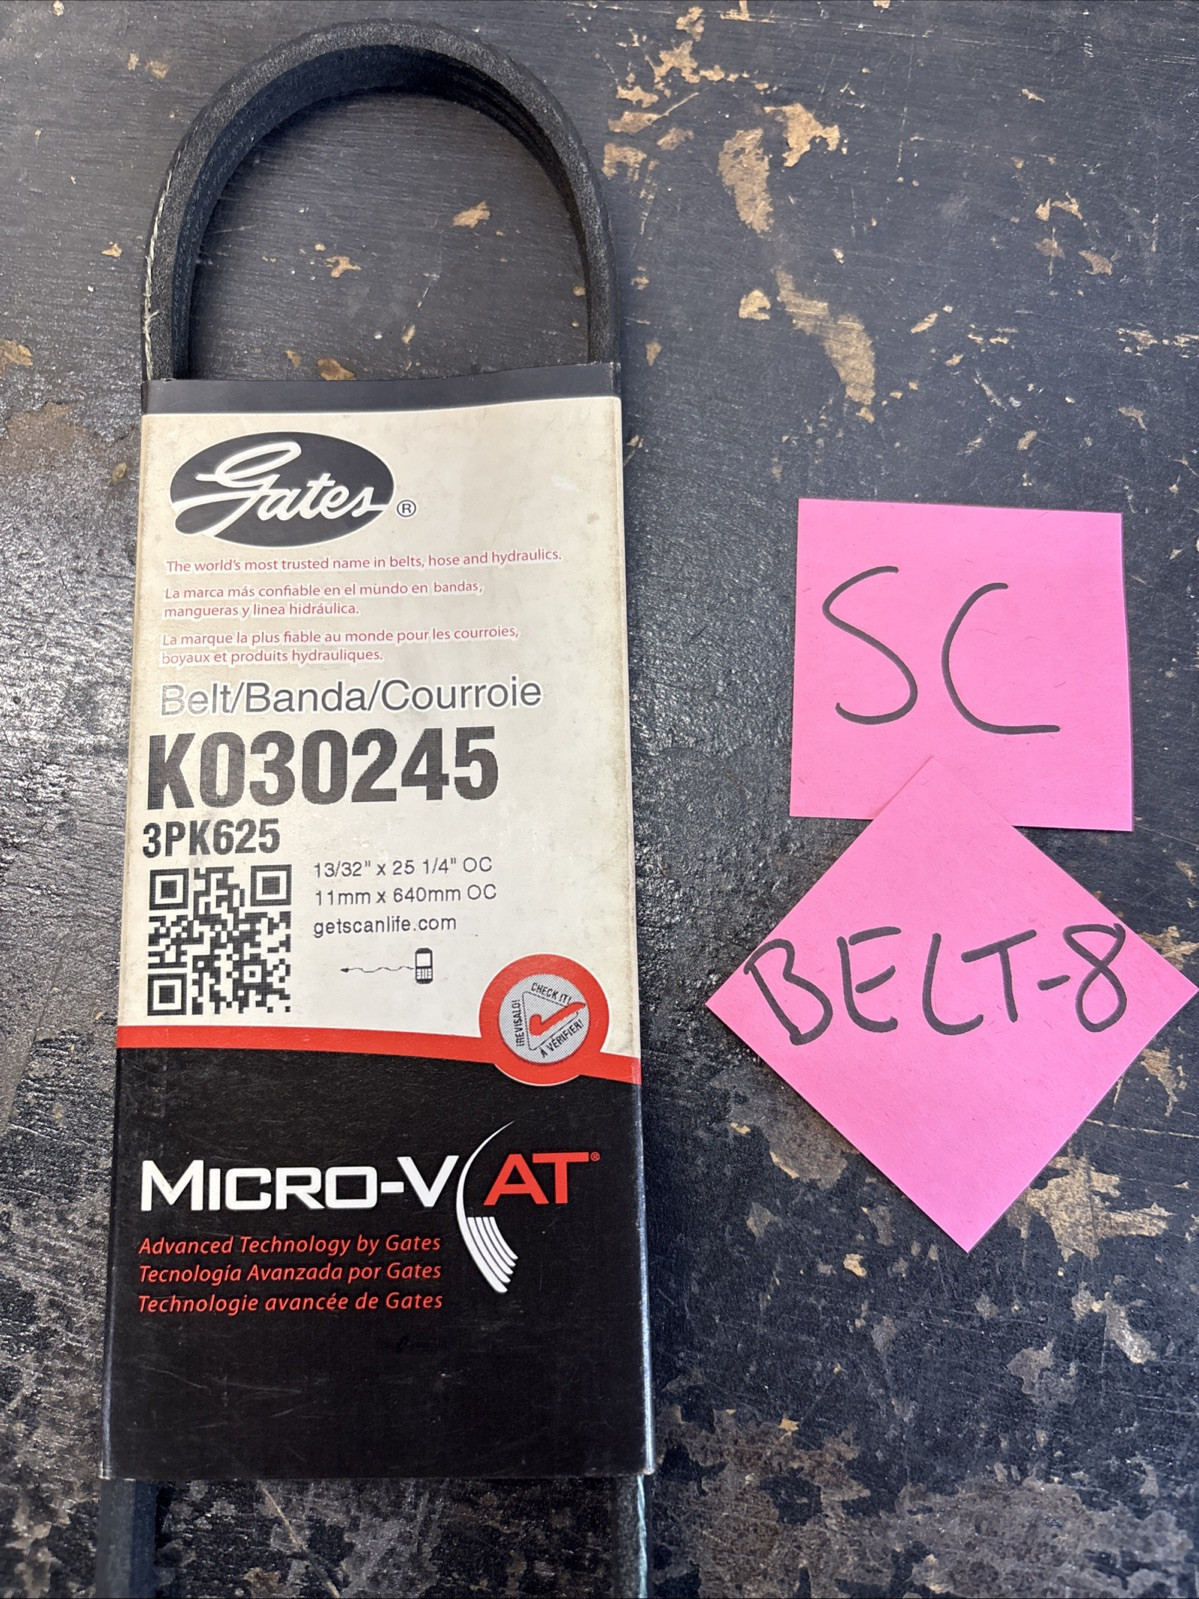 Gates®
The world's most trusted name in belts, hose and hydraulics.
La marca más confiable en el mundo en bandas,
mangueras y linea hidráulica.
La marque la plus fiable au monde pour les courroies,
boyaux et produits hydrauliques.
Belt/Banda/Courroie
K030245
3PK625
13/32" x 25 1/4" OC
11mm x 640mm OC
getscanlife.com
CHECK IT!
¡REVISALO!
À VÉRIFIER!
MICRO-V AT®
Advanced Technology by Gates
Tecnología Avanzada por Gates
Technologie avancée de Gates
SC
BELT-8